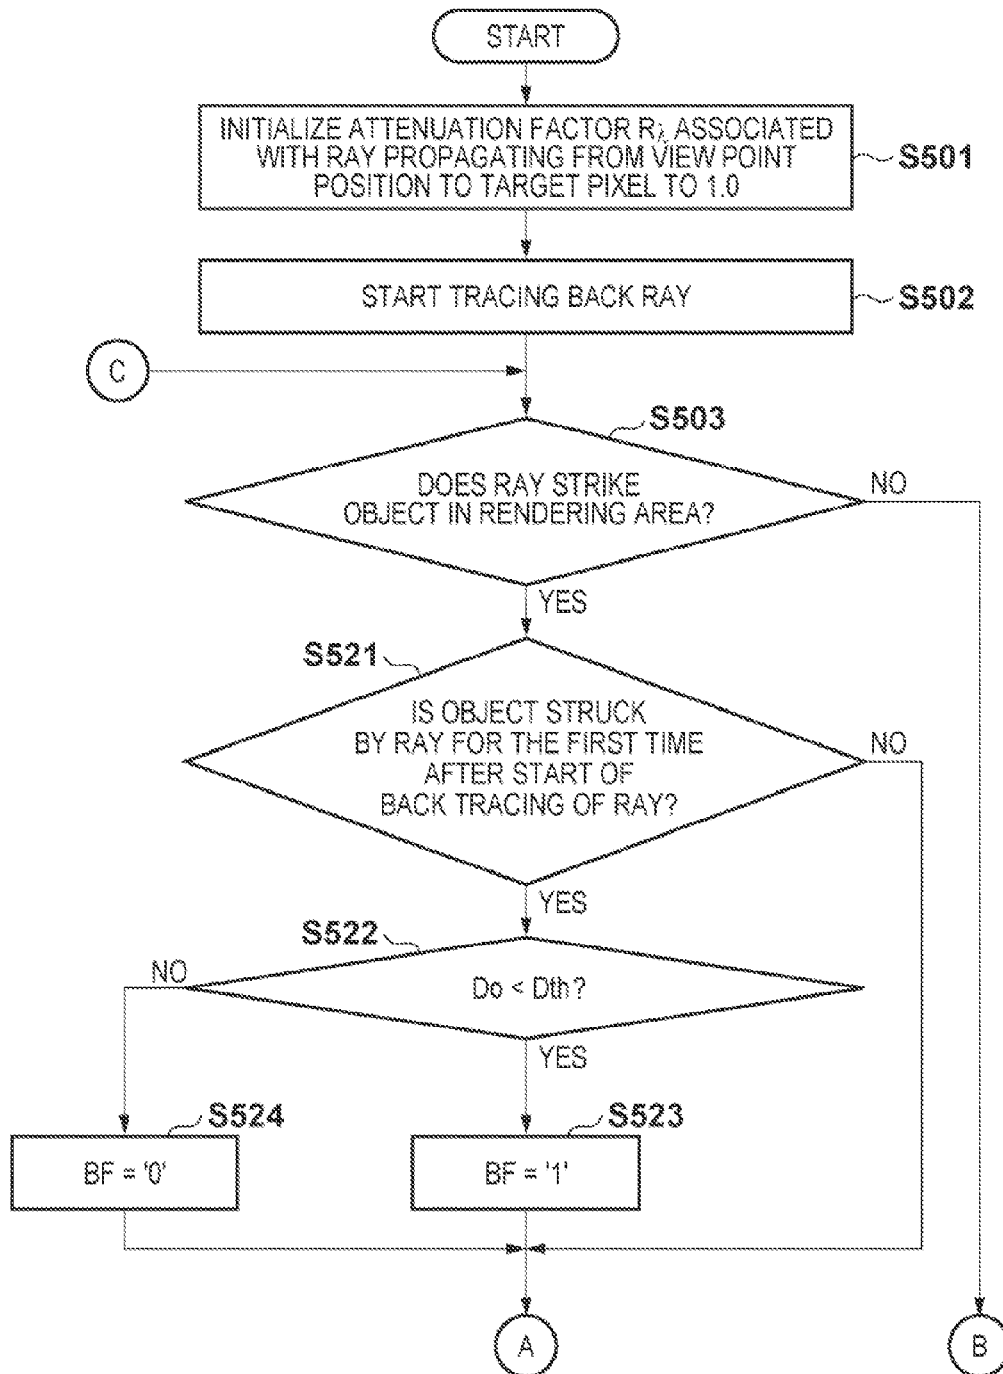 START
INITIALIZE ATTENUATION FACTOR Rλ ASSOCIATED
WITH RAY PROPAGATING FROM VIEW POINT
POSITION TO TARGET PIXEL TO 1.0
S501
START TRACING BACK RAY
S502
C
S503
DOES RAY STRIKE
OBJECT IN RENDERING AREA?
NO
YES
S521
IS OBJECT STRUCK
BY RAY FOR THE FIRST TIME
AFTER START OF
BACK TRACING OF RAY?
NO
YES
S522
NO
Do < Dth?
YES
S524
BF = '0'
S523
BF = '1'
A
B